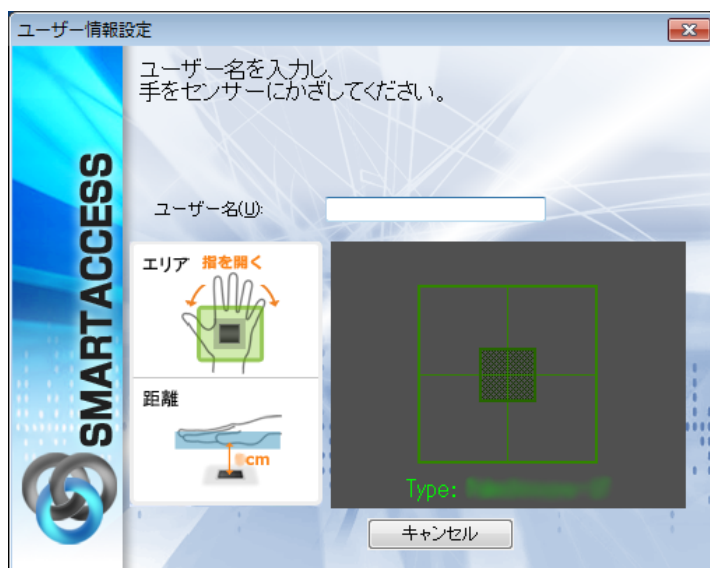 ユーザー情報設定
ユーザー名を入力し、
手をセンサーにかざしてください。
SMARTACCESS
ユーザー名(U):
エリア 指を開く
距離
cm
Type:
キャンセル